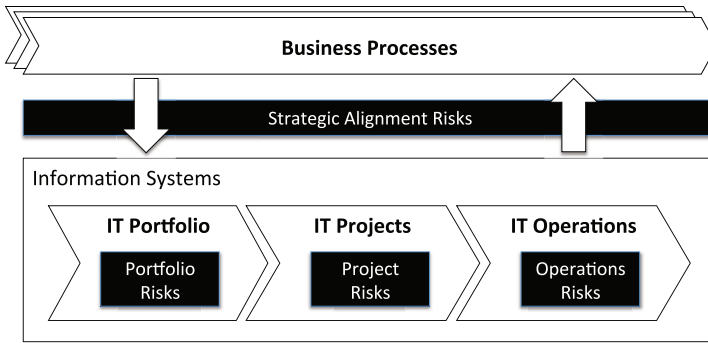 Business Processes
Strategic Alignment Risks
Information Systems
IT Portfolio
Portfolio
Risks
IT Projects
Project
Risks
IT Operations
Operations
Risks